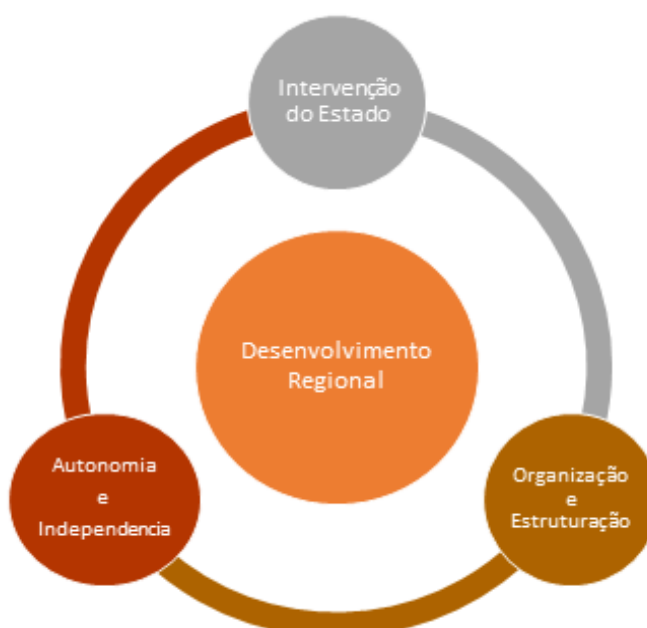 Intervenção
do Estado
Desenvolvimento
Regional
Autonomia
e
Independencia
Organização
e
Estruturação